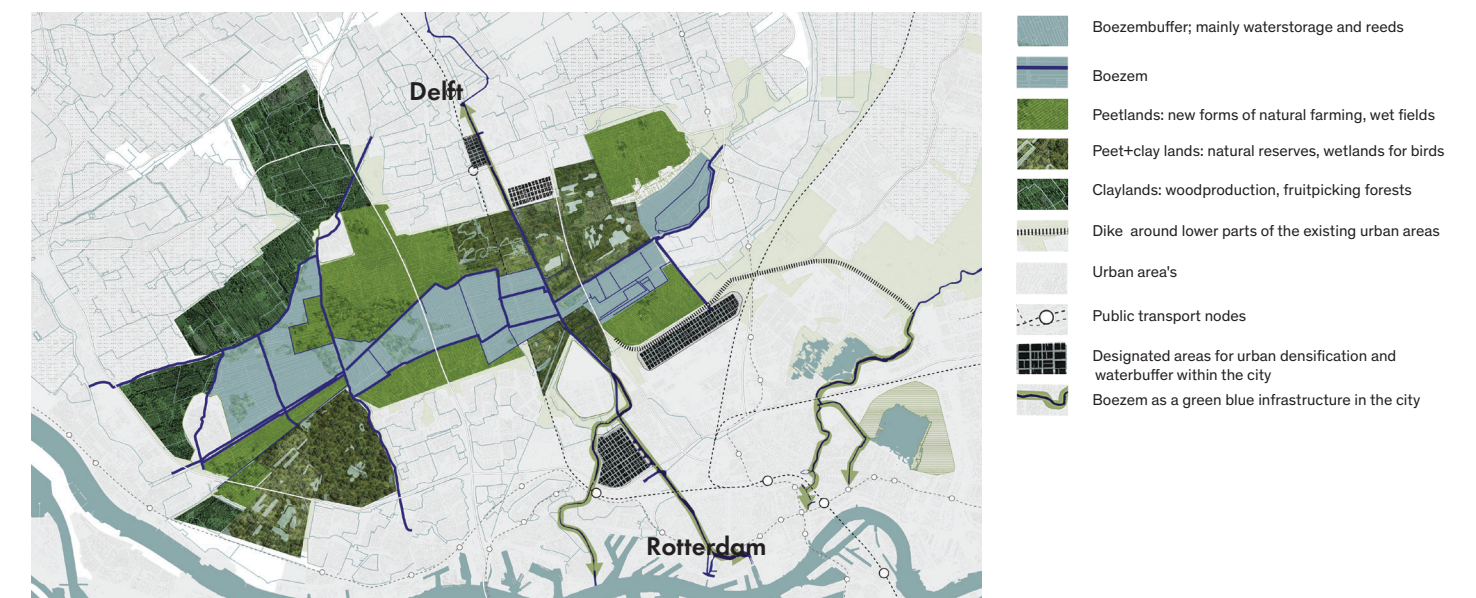 Delft
Rotterdam
Boezembuffer; mainly waterstorage and reeds
Boezem
Peetlands: new forms of natural farming, wet fields
Peet+clay lands: natural reserves, wetlands for birds
Claylands: woodproduction, fruitpicking forests
Dike around lower parts of the existing urban areas
Urban area's
Public transport nodes
Designated areas for urban densification and
waterbuffer within the city
Boezem as a green blue infrastructure in the city